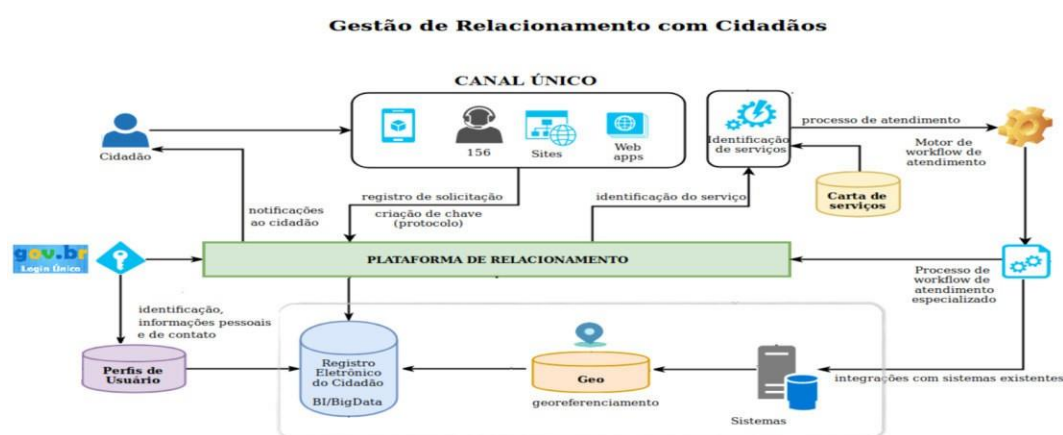 Gestão de Relacionamento com Cidadãos
CANAL ÚNICO
156
Sites
Web
apps
Cidadão
Identificação
de serviços
processo de atendimento
Motor de
workflow de
atendimento
Carta de
serviços
registro de solicitação
criação de chave
(protocolo)
identificação do serviço
notificações
ao cidadão
gov.br
Login Único
PLATAFORMA DE RELACIONAMENTO
Processo de
workflow de
atendimento
especializado
identificação,
informações pessoais
e de contato
Perfis de
Usuário
Registro
Eletrônico
do Cidadão
BI/BigData
Geo
georeferenciamento
Sistemas
integrações com sistemas existentes